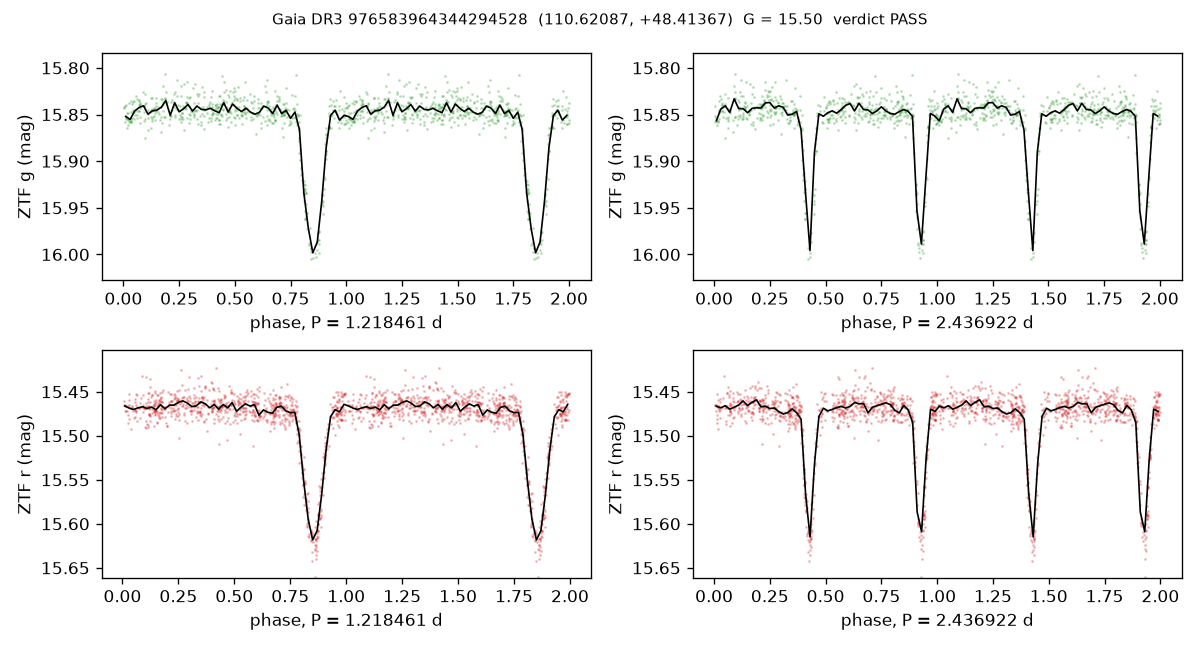 Gaia DR3 976583964344294528 (110.62087, +48.41367) G = 15.50 verdict PASS
15.80
15.85
15.90
15.95
16.00
ZTF g (mag)
0.00 0.25 0.50 0.75 1.00 1.25 1.50 1.75 2.00
phase, P = 1.218461 d
15.80
15.85
15.90
15.95
16.00
ZTF g (mag)
0.00 0.25 0.50 0.75 1.00 1.25 1.50 1.75 2.00
phase, P = 2.436922 d
15.45
15.50
15.55
15.60
15.65
ZTF r (mag)
0.00 0.25 0.50 0.75 1.00 1.25 1.50 1.75 2.00
phase, P = 1.218461 d
15.45
15.50
15.55
15.60
15.65
ZTF r (mag)
0.00 0.25 0.50 0.75 1.00 1.25 1.50 1.75 2.00
phase, P = 2.436922 d